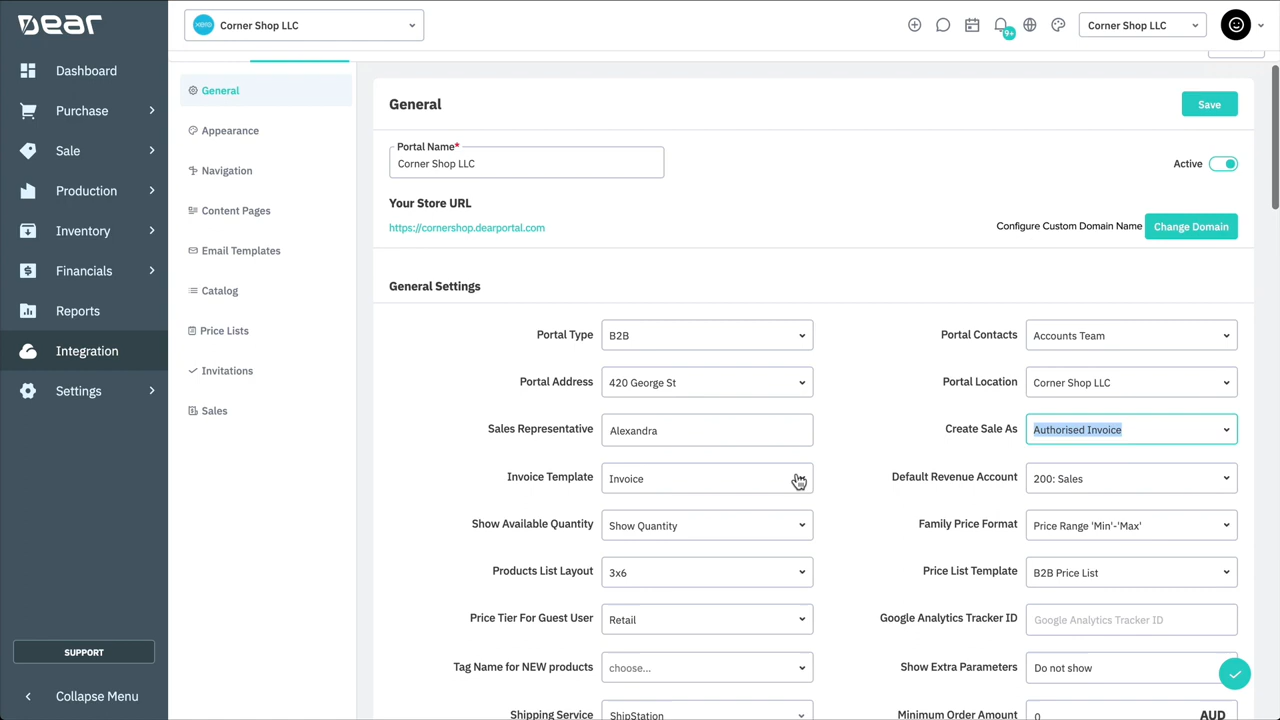 Dear
XERO
Corner Shop LLC
9+
Corner Shop LLC
Dashboard
Purchase
Sale
Production
Inventory
Financials
Reports
Integration
Settings
SUPPORT
Collapse Menu
General
Appearance
Navigation
Content Pages
Email Templates
Catalog
Price Lists
Invitations
Sales
General
Save
Portal Name*
Corner Shop LLC
Active
Your Store URL
https://cornershop.dearportal.com
Configure Custom Domain Name
Change Domain
General Settings
Portal Type B2B
Portal Contacts Accounts Team
Portal Address 420 George St
Portal Location Corner Shop LLC
Sales Representative Alexandra
Create Sale As Authorised Invoice
Invoice Template Invoice
Default Revenue Account 200: Sales
Show Available Quantity Show Quantity
Family Price Format Price Range 'Min'-'Max'
Products List Layout 3x6
Price List Template B2B Price List
Price Tier For Guest User Retail
Google Analytics Tracker ID Google Analytics Tracker ID
Tag Name for NEW products choose...
Show Extra Parameters Do not show
Shipping Service ShipStation
Minimum Order Amount 0 AUD